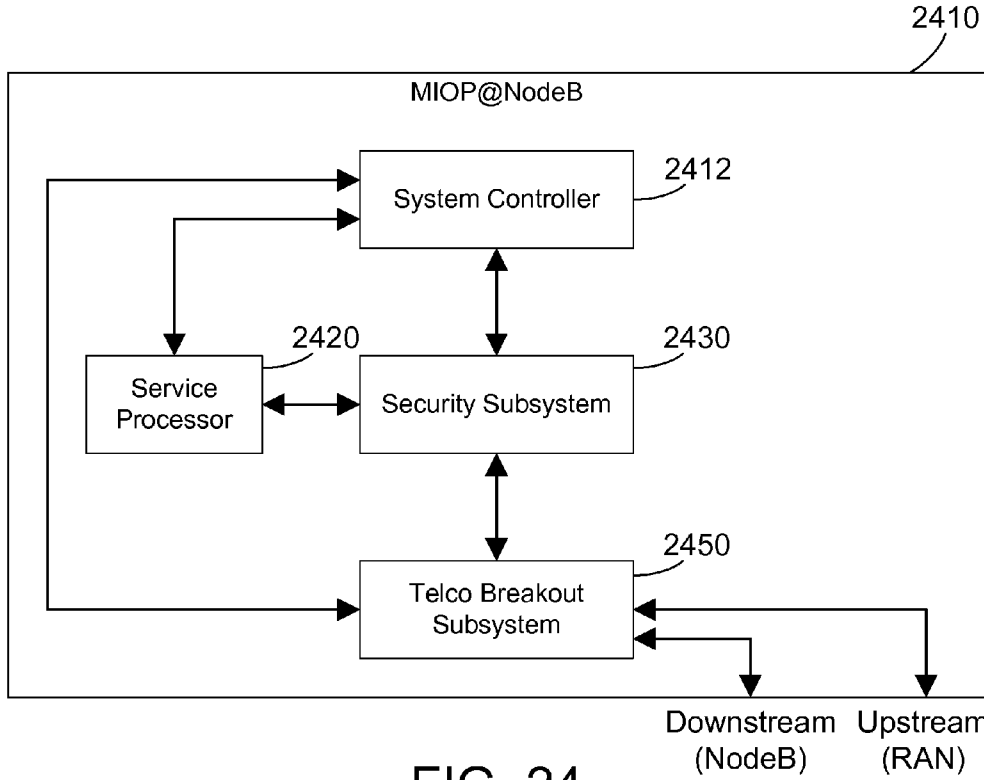 2410
MIOP@NodeB
System Controller
2412
2420
2430
Service
Processor
Security Subsystem
2450
Telco Breakout
Subsystem
Downstream
(NodeB)
Upstream
(RAN)
FIG. 24